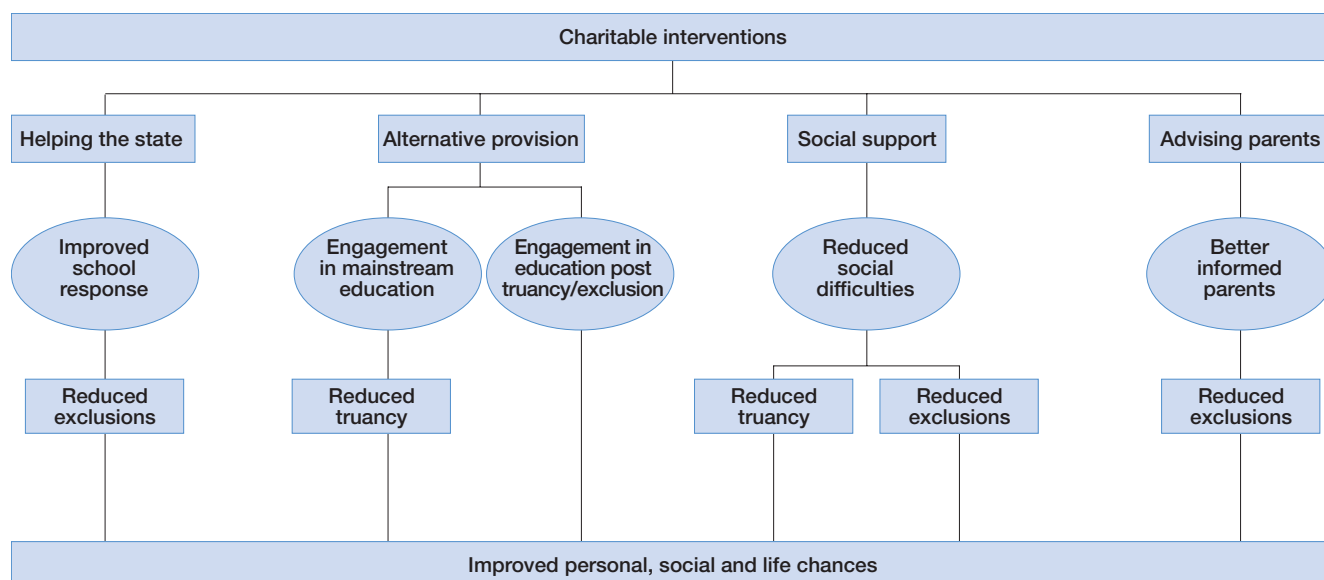 Charitable interventions
Helping the state
Alternative provision
Social support
Advising parents
Improved
school
response
Engagement
in mainstream
education
Engagement in
education post
truancy/exclusion
Reduced
social
difficulties
Better
informed
parents
Reduced
exclusions
Reduced
truancy
Reduced
truancy
Reduced
exclusions
Reduced
exclusions
Improved personal, social and life chances